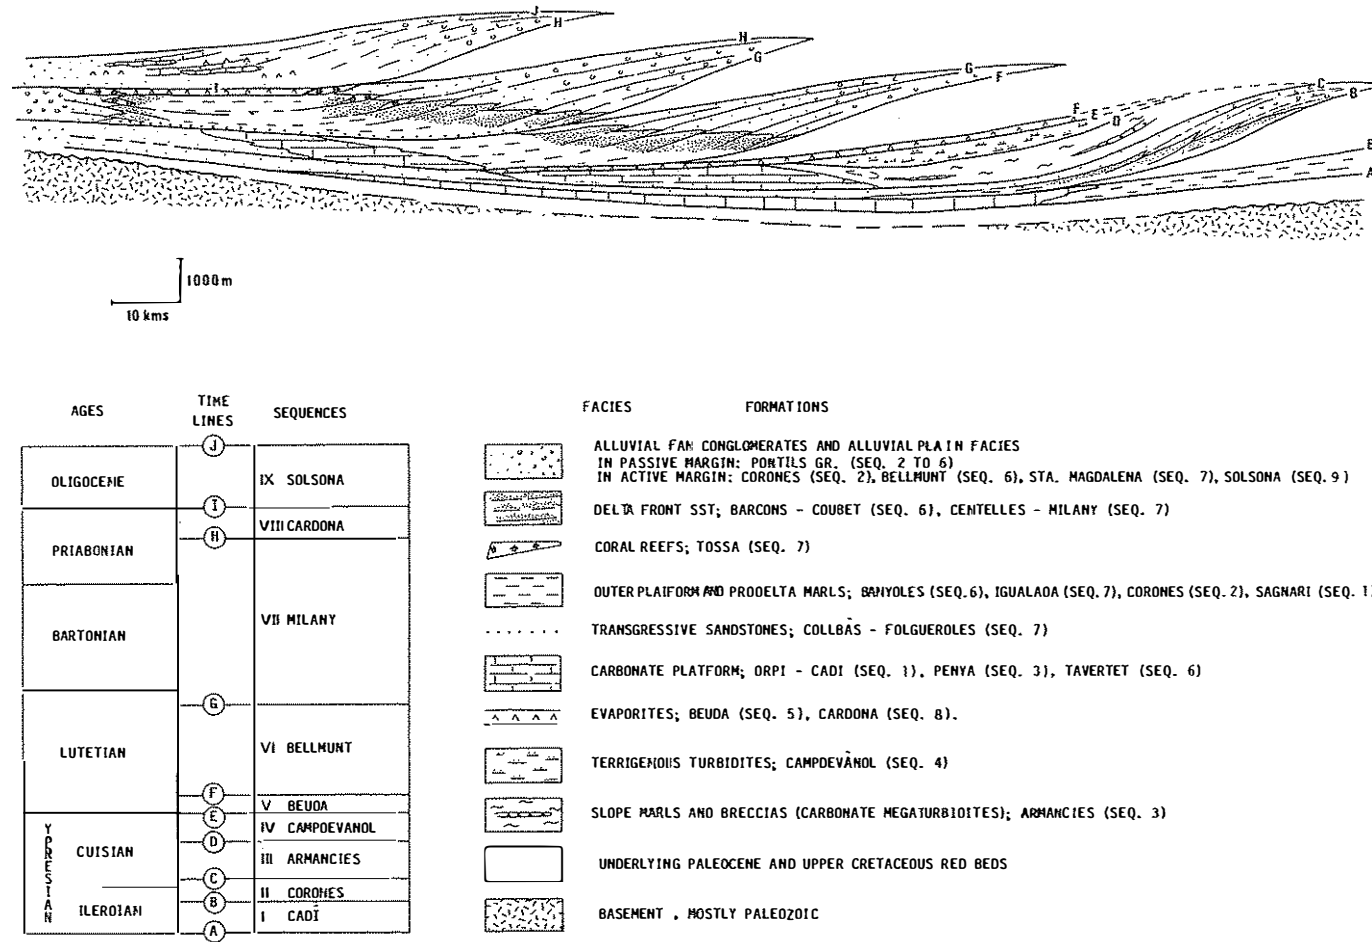 J
H
H
G
G
F
I
F
E
D
C
B
B
A
1000m
10 kms
AGES
TIME
LINES
SEQUENCES
OLIGOCENE
PRIABONIAN
BARTONIAN
LUTETIAN
YPRESIAN
CUISIAN
ILERDIAN
J
I
H
G
F
E
D
C
B
A
IX SOLSONA
VIII CARDONA
VII MILANY
VI BELLMUNT
V BEUDA
IV CAMPDEVANOL
III ARMANCIES
II CORONES
I CADÍ
FACIES FORMATIONS
ALLUVIAL FAN CONGLOMERATES AND ALLUVIAL PLAIN FACIES
IN PASSIVE MARGIN: PONTILS GR. (SEQ. 2 TO 6)
IN ACTIVE MARGIN: CORONES (SEQ. 2), BELLMUNT (SEQ. 6), STA. MAGDALENA (SEQ. 7), SOLSONA (SEQ. 9)
DELTA FRONT SST; BARCONS - COUBET (SEQ. 6), CENTELLES - MILANY (SEQ. 7)
CORAL REEFS; TOSSA (SEQ. 7)
OUTER PLATFORM AND PRODELTA MARLS; BANYOLES (SEQ.6), IGUALADA (SEQ.7), CORONES (SEQ.2), SAGNARI (SEQ.1)
TRANSGRESSIVE SANDSTONES; COLLBÀS - FOLGUEROLES (SEQ. 7)
CARBONATE PLATFORM; ORPI - CADÍ (SEQ. 1), PENYA (SEQ. 3), TAVERTET (SEQ. 6)
EVAPORITES; BEUDA (SEQ. 5), CARDONA (SEQ. 8).
TERRIGENOUS TURBIDITES; CAMPDEVÀNOL (SEQ. 4)
SLOPE MARLS AND BRECCIAS (CARBONATE MEGATURBIDITES); ARMANCIES (SEQ. 3)
UNDERLYING PALEOCENE AND UPPER CRETACEOUS RED BEDS
BASEMENT , MOSTLY PALEOZOIC